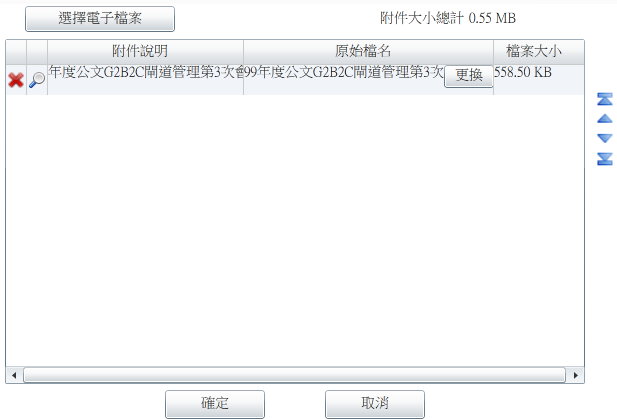 選擇電子檔案 附件大小總計 0.55 MB
附件說明 原始檔名 檔案大小
年度公文G2B2C閘道管理第3次會 99年度公文G2B2C閘道管理第3次 更換 558.50 KB
確定 取消